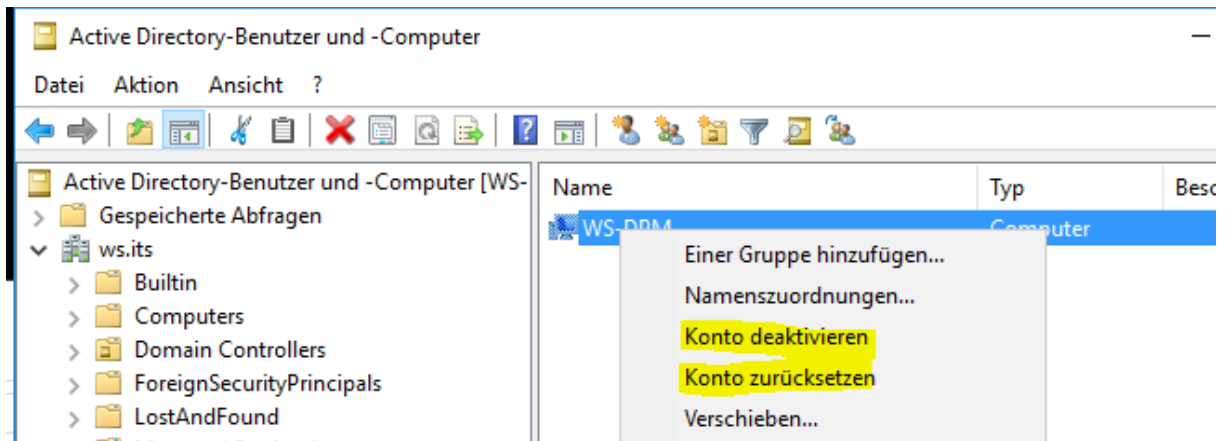 Active Directory-Benutzer und -Computer
Datei Aktion Ansicht ?
Active Directory-Benutzer und -Computer [WS-
Gespeicherte Abfragen
ws.its
Builtin
Computers
Domain Controllers
ForeignSecurityPrincipals
LostAndFound
Name Typ Besc
WS-DPM Computer
Einer Gruppe hinzufügen...
Namenszuordnungen...
Konto deaktivieren
Konto zurücksetzen
Verschieben...